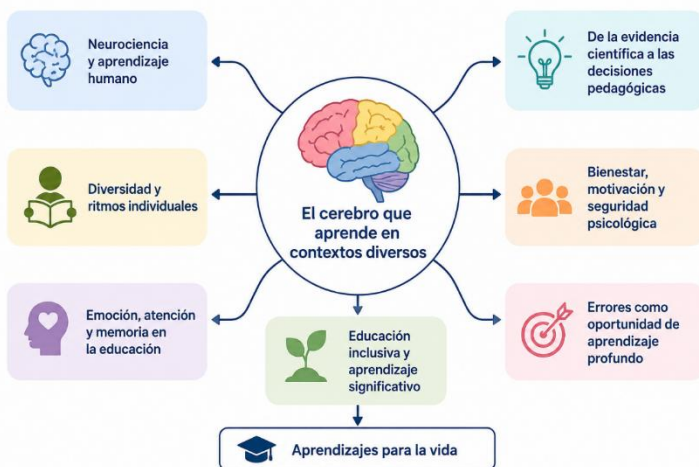 Neurociencia
y aprendizaje
humano
De la evidencia
científica a las
decisiones
pedagógicas
Diversidad y
ritmos individuales
El cerebro que
aprende en
contextos diversos
Bienestar,
motivación y
seguridad
psicológica
Emoción, atención
y memoria en
la educación
Educación
inclusiva y
aprendizaje
significativo
Errores como
oportunidad de
aprendizaje
profundo
Aprendizajes para la vida